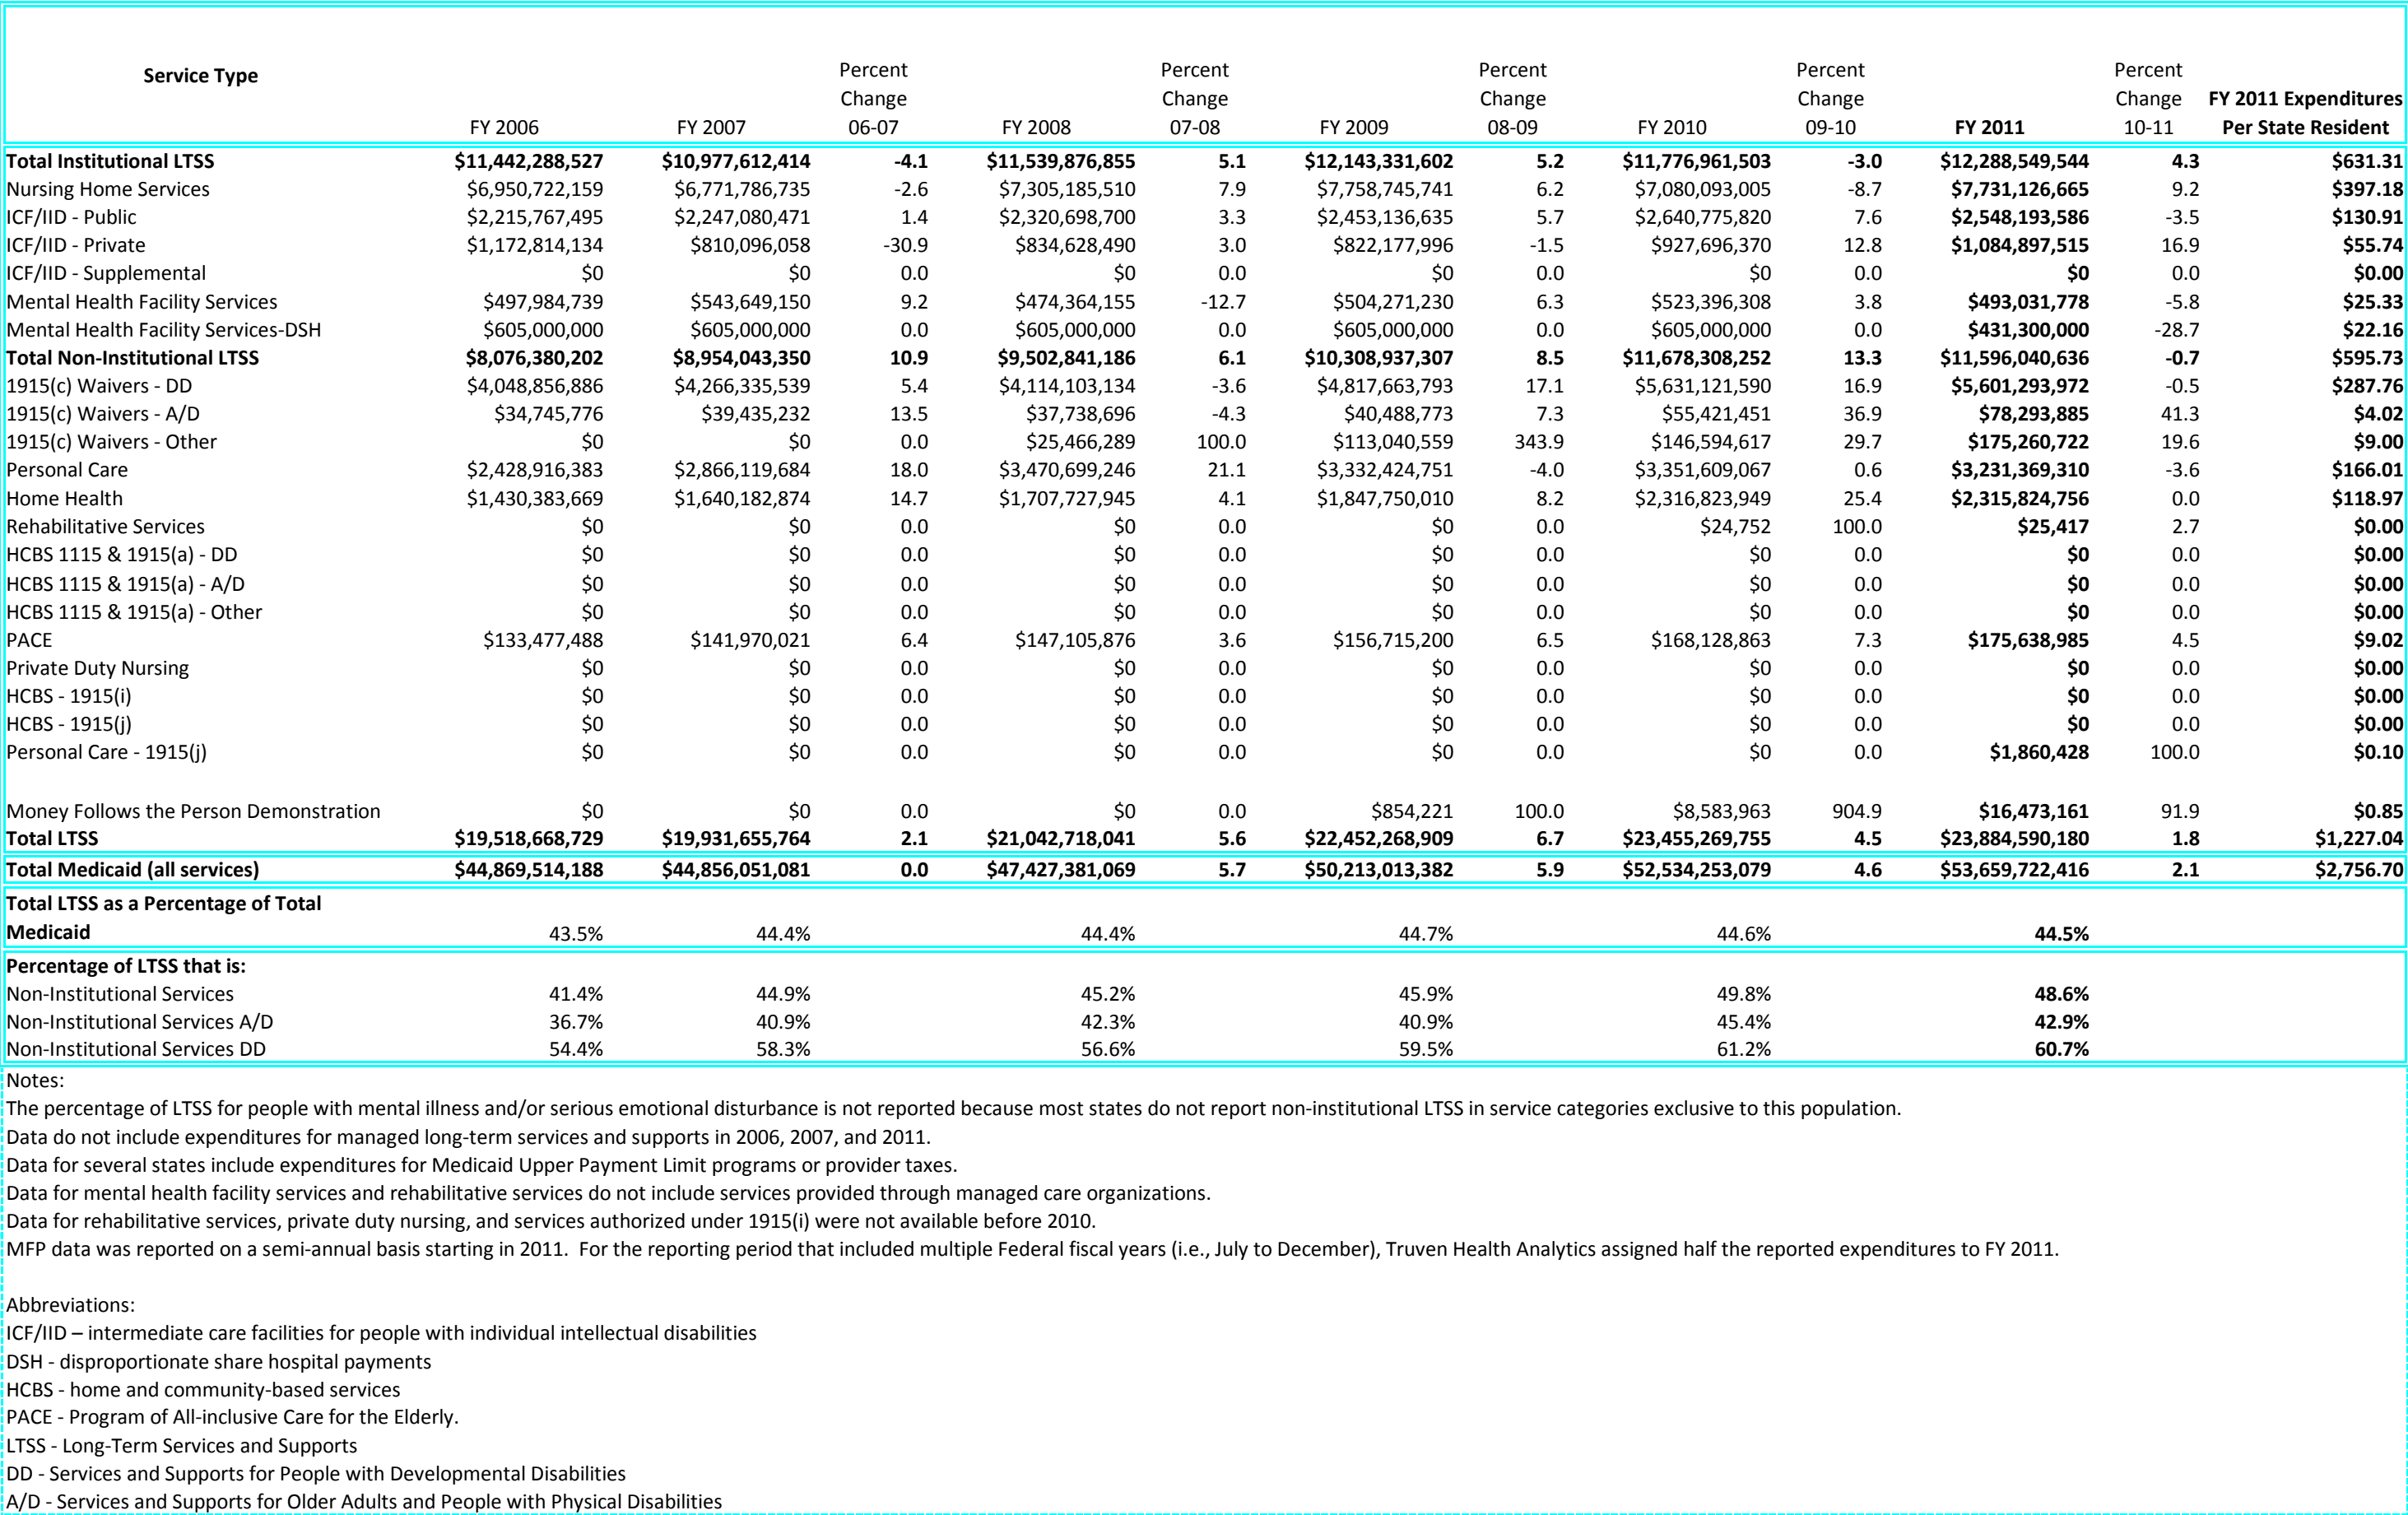 Service Type
Percent Percent Percent Percent Percent
Change Change Change Change Change FY 2011 Expenditures
FY 2006 FY 2007 06-07 FY 2008 07-08 FY 2009 08-09 FY 2010 09-10 FY 2011 10-11 Per State Resident
Total Institutional LTSS $11,442,288,527 $10,977,612,414 -4.1 $11,539,876,855 5.1 $12,143,331,602 5.2 $11,776,961,503 -3.0 $12,288,549,544 4.3 $631.31
Nursing Home Services $6,950,722,159 $6,771,786,735 -2.6 $7,305,185,510 7.9 $7,758,745,741 6.2 $7,080,093,005 -8.7 $7,731,126,665 9.2 $397.18
ICF/IID - Public $2,215,767,495 $2,247,080,471 1.4 $2,320,698,700 3.3 $2,453,136,635 5.7 $2,640,775,820 7.6 $2,548,193,586 -3.5 $130.91
ICF/IID - Private $1,172,814,134 $810,096,058 -30.9 $834,628,490 3.0 $822,177,996 -1.5 $927,696,370 12.8 $1,084,897,515 16.9 $55.74
ICF/IID - Supplemental $0 $0 0.0 $0 0.0 $0 0.0 $0 0.0 $0 0.0 $0.00
Mental Health Facility Services $497,984,739 $543,649,150 9.2 $474,364,155 -12.7 $504,271,230 6.3 $523,396,308 3.8 $493,031,778 -5.8 $25.33
Mental Health Facility Services-DSH $605,000,000 $605,000,000 0.0 $605,000,000 0.0 $605,000,000 0.0 $605,000,000 0.0 $431,300,000 -28.7 $22.16
Total Non-Institutional LTSS $8,076,380,202 $8,954,043,350 10.9 $9,502,841,186 6.1 $10,308,937,307 8.5 $11,678,308,252 13.3 $11,596,040,636 -0.7 $595.73
1915(c) Waivers - DD $4,048,856,886 $4,266,335,539 5.4 $4,114,103,134 -3.6 $4,817,663,793 17.1 $5,631,121,590 16.9 $5,601,293,972 -0.5 $287.76
1915(c) Waivers - A/D $34,745,776 $39,435,232 13.5 $37,738,696 -4.3 $40,488,773 7.3 $55,421,451 36.9 $78,293,885 41.3 $4.02
1915(c) Waivers - Other $0 $0 0.0 $25,466,289 100.0 $113,040,559 343.9 $146,594,617 29.7 $175,260,722 19.6 $9.00
Personal Care $2,428,916,383 $2,866,119,684 18.0 $3,470,699,246 21.1 $3,332,424,751 -4.0 $3,351,609,067 0.6 $3,231,369,310 -3.6 $166.01
Home Health $1,430,383,669 $1,640,182,874 14.7 $1,707,727,945 4.1 $1,847,750,010 8.2 $2,316,823,949 25.4 $2,315,824,756 0.0 $118.97
Rehabilitative Services $0 $0 0.0 $0 0.0 $0 0.0 $24,752 100.0 $25,417 2.7 $0.00
HCBS 1115 & 1915(a) - DD $0 $0 0.0 $0 0.0 $0 0.0 $0 0.0 $0 0.0 $0.00
HCBS 1115 & 1915(a) - A/D $0 $0 0.0 $0 0.0 $0 0.0 $0 0.0 $0 0.0 $0.00
HCBS 1115 & 1915(a) - Other $0 $0 0.0 $0 0.0 $0 0.0 $0 0.0 $0 0.0 $0.00
PACE $133,477,488 $141,970,021 6.4 $147,105,876 3.6 $156,715,200 6.5 $168,128,863 7.3 $175,638,985 4.5 $9.02
Private Duty Nursing $0 $0 0.0 $0 0.0 $0 0.0 $0 0.0 $0 0.0 $0.00
HCBS - 1915(i) $0 $0 0.0 $0 0.0 $0 0.0 $0 0.0 $0 0.0 $0.00
HCBS - 1915(j) $0 $0 0.0 $0 0.0 $0 0.0 $0 0.0 $0 0.0 $0.00
Personal Care - 1915(j) $0 $0 0.0 $0 0.0 $0 0.0 $0 0.0 $1,860,428 100.0 $0.10
Money Follows the Person Demonstration $0 $0 0.0 $0 0.0 $854,221 100.0 $8,583,963 904.9 $16,473,161 91.9 $0.85
Total LTSS $19,518,668,729 $19,931,655,764 2.1 $21,042,718,041 5.6 $22,452,268,909 6.7 $23,455,269,755 4.5 $23,884,590,180 1.8 $1,227.04
Total Medicaid (all services) $44,869,514,188 $44,856,051,081 0.0 $47,427,381,069 5.7 $50,213,013,382 5.9 $52,534,253,079 4.6 $53,659,722,416 2.1 $2,756.70
Total LTSS as a Percentage of Total
Medicaid 43.5% 44.4% 44.4% 44.7% 44.6% 44.5%
Percentage of LTSS that is:
Non-Institutional Services 41.4% 44.9% 45.2% 45.9% 49.8% 48.6%
Non-Institutional Services A/D 36.7% 40.9% 42.3% 40.9% 45.4% 42.9%
Non-Institutional Services DD 54.4% 58.3% 56.6% 59.5% 61.2% 60.7%
Notes:
The percentage of LTSS for people with mental illness and/or serious emotional disturbance is not reported because most states do not report non-institutional LTSS in service categories exclusive to this population.
Data do not include expenditures for managed long-term services and supports in 2006, 2007, and 2011.
Data for several states include expenditures for Medicaid Upper Payment Limit programs or provider taxes.
Data for mental health facility services and rehabilitative services do not include services provided through managed care organizations.
Data for rehabilitative services, private duty nursing, and services authorized under 1915(i) were not available before 2010.
MFP data was reported on a semi-annual basis starting in 2011.  For the reporting period that included multiple Federal fiscal years (i.e., July to December), Truven Health Analytics assigned half the reported expenditures to FY 2011.
Abbreviations:
ICF/IID – intermediate care facilities for people with individual intellectual disabilities
DSH - disproportionate share hospital payments
HCBS - home and community-based services
PACE - Program of All-inclusive Care for the Elderly.
LTSS - Long-Term Services and Supports
DD - Services and Supports for People with Developmental Disabilities
A/D - Services and Supports for Older Adults and People with Physical Disabilities